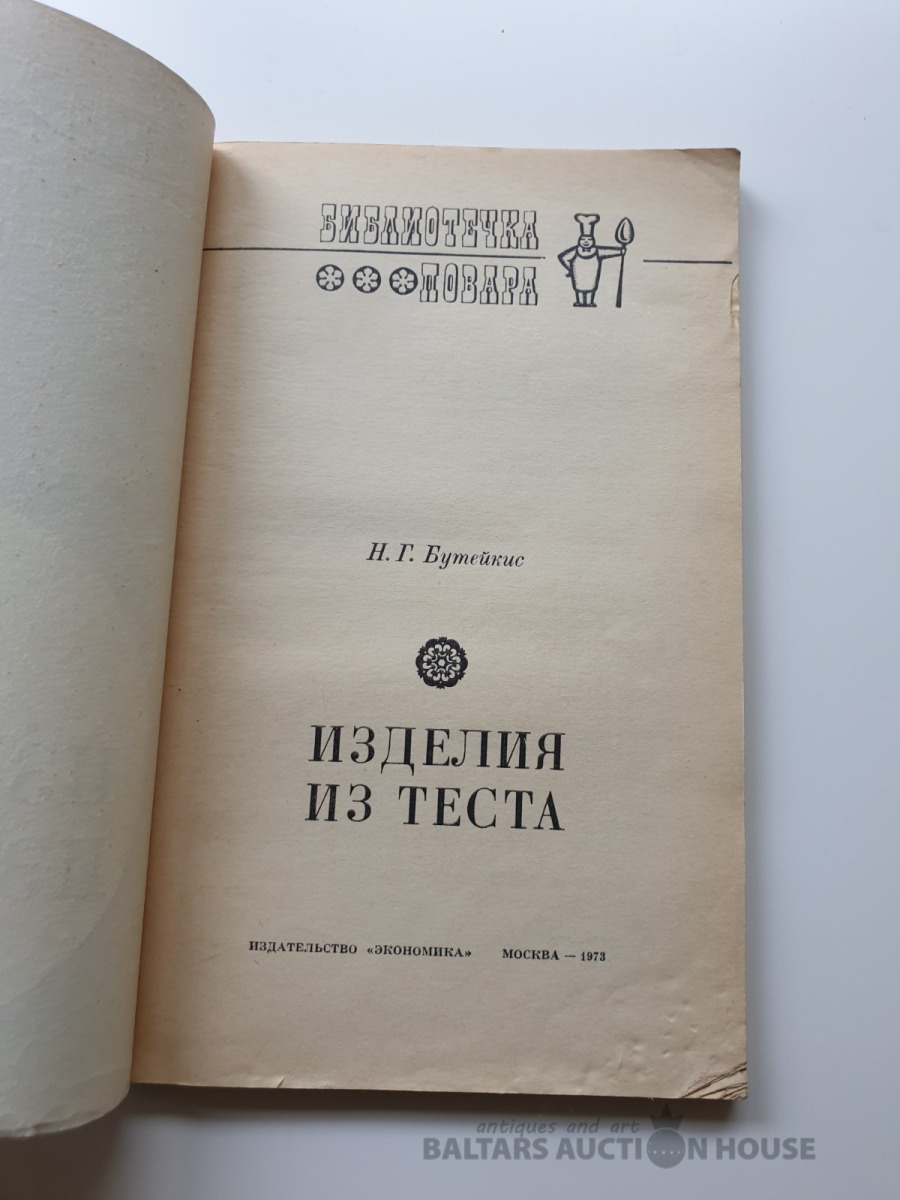 БИБЛИОТЕЧКА
ПОВАРА
Н. Г. Бутейкис
ИЗДЕЛИЯ
ИЗ ТЕСТА
ИЗДАТЕЛЬСТВО «ЭКОНОМИКА» МОСКВА — 1973
antiques and art
BALTARS AUCTION HOUSE